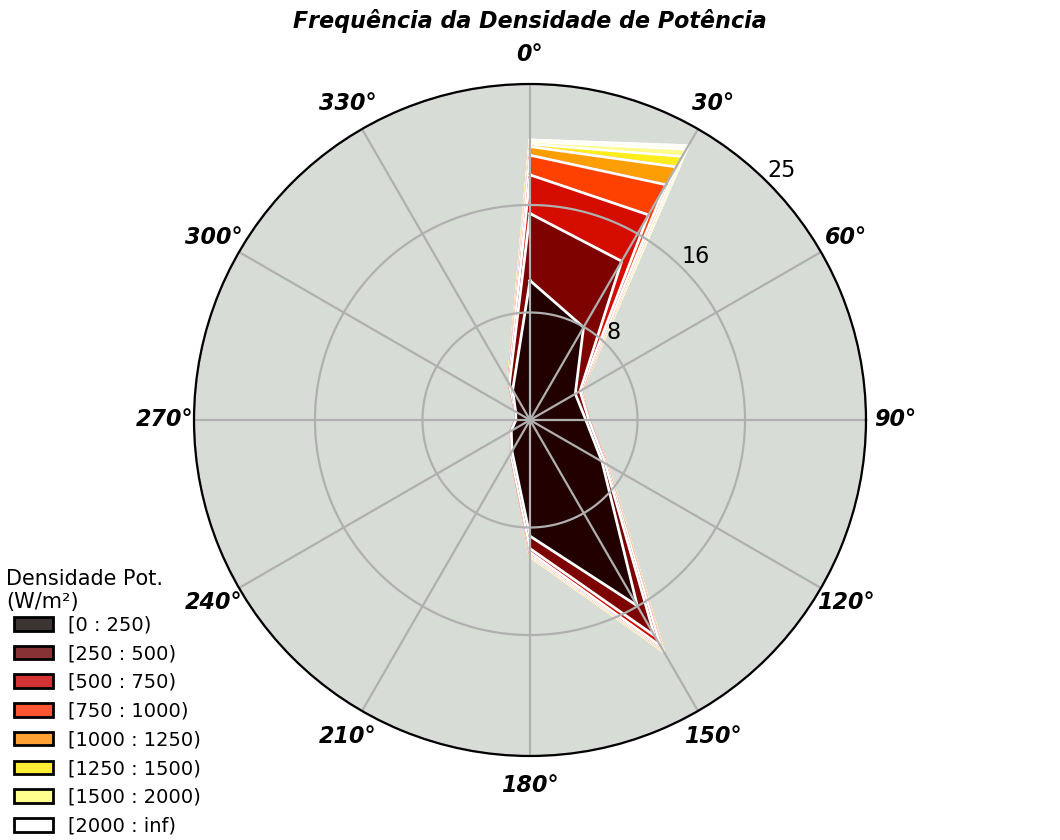 Frequência da Densidade de Potência
0°
330°
30°
25
300°
60°
16
8
270°
90°
240°
120°
210°
150°
180°
Densidade Pot.
(W/m²)
[0 : 250)
[250 : 500)
[500 : 750)
[750 : 1000)
[1000 : 1250)
[1250 : 1500)
[1500 : 2000)
[2000 : inf)